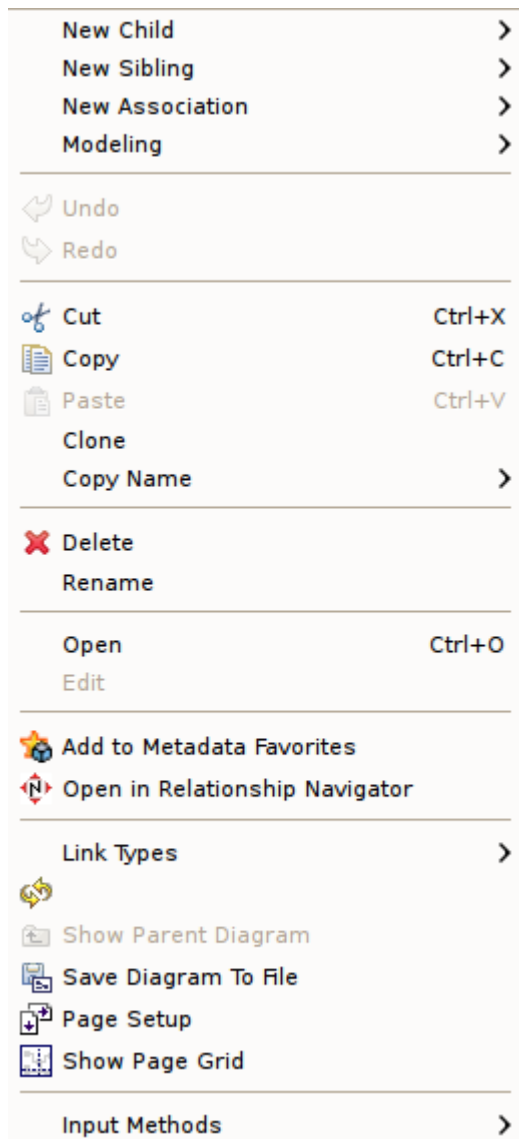 New Child
New Sibling
New Association
Modeling
Undo
Redo
Cut Ctrl+X
Copy Ctrl+C
Paste Ctrl+V
Clone
Copy Name
Delete
Rename
Open Ctrl+O
Edit
Add to Metadata Favorites
N Open in Relationship Navigator
Link Types
Show Parent Diagram
Save Diagram To File
Page Setup
Show Page Grid
Input Methods